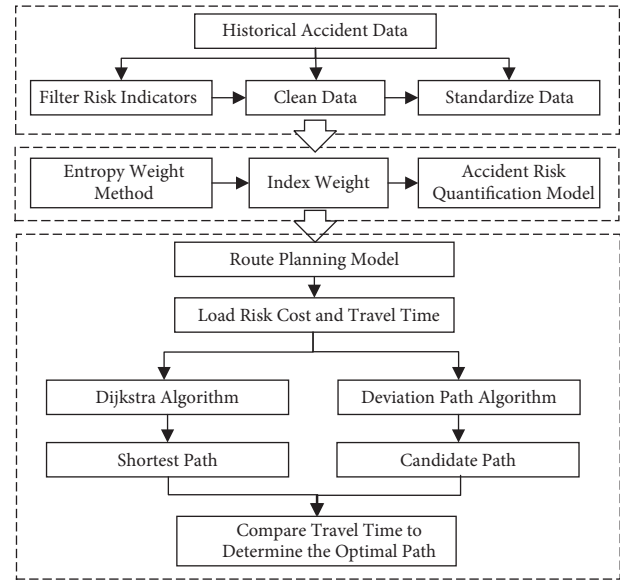 Historical Accident Data
Filter Risk Indicators
Clean Data
Standardize Data
Entropy Weight
Method
Index Weight
Accident Risk
Quantification Model
Route Planning Model
Load Risk Cost and Travel Time
Dijkstra Algorithm
Deviation Path Algorithm
Shortest Path
Candidate Path
Compare Travel Time to
Determine the Optimal Path